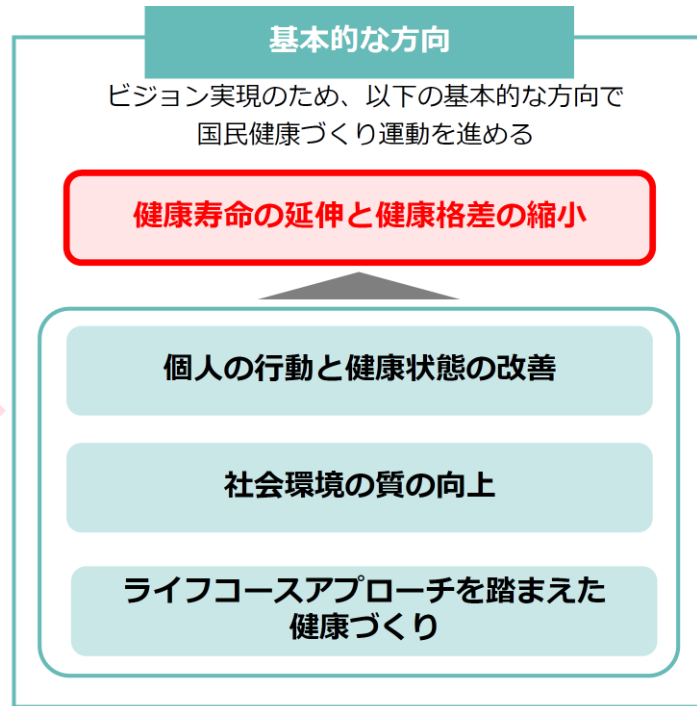 基本的な方向
ビジョン実現のため、以下の基本的な方向で
国民健康づくり運動を進める
健康寿命の延伸と健康格差の縮小
個人の行動と健康状態の改善
社会環境の質の向上
ライフコースアプローチを踏まえた
健康づくり